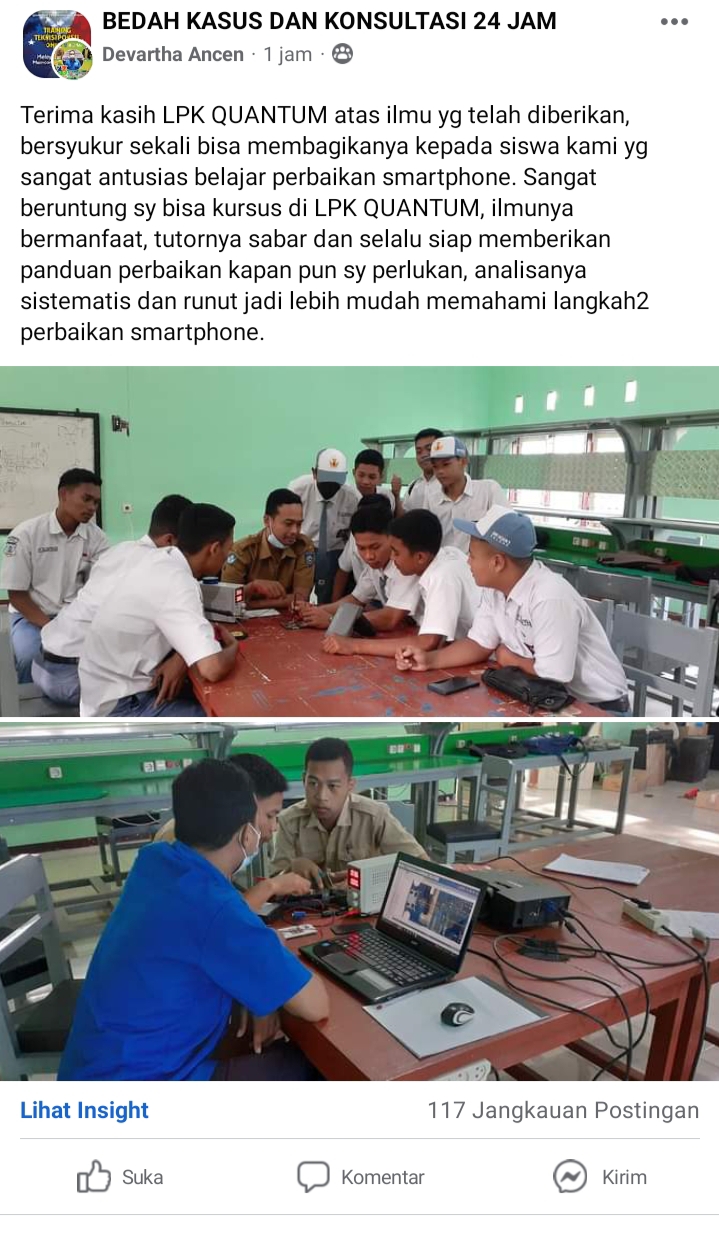 BEDAH KASUS DAN KONSULTASI 24 JAM
Devartha Ancen · 1 jam ·
TRAINING
TEKNISI PONSEL
Terima kasih LPK QUANTUM atas ilmu yg telah diberikan,
bersyukur sekali bisa membagikanya kepada siswa kami yg
sangat antusias belajar perbaikan smartphone. Sangat
beruntung sy bisa kursus di LPK QUANTUM, ilmunya
bermanfaat, tutornya sabar dan selalu siap memberikan
panduan perbaikan kapan pun sy perlukan, analisanya
sistematis dan runut jadi lebih mudah memahami langkah2
perbaikan smartphone.
Lihat Insight
117 Jangkauan Postingan
Suka
Komentar
Kirim